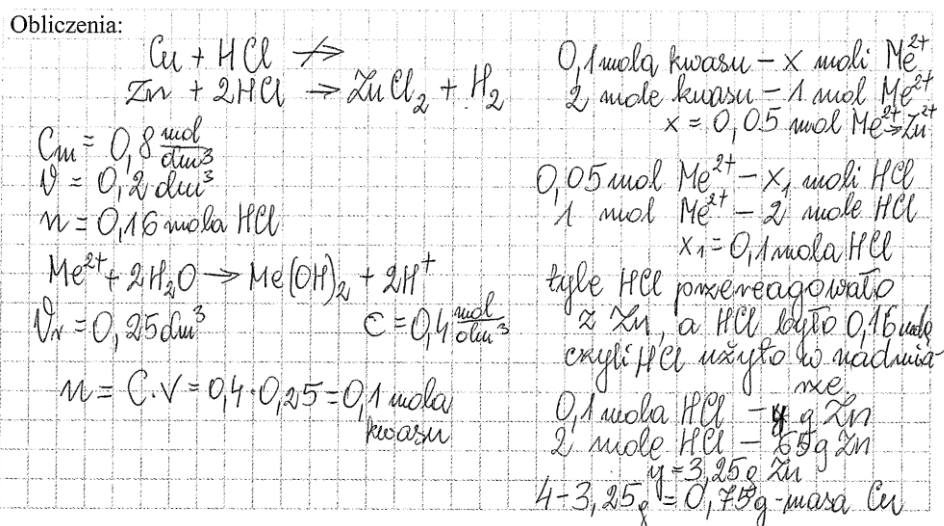 Obliczenia:
Cu + HCl ↛
Zn + 2HCl → ZnCl₂ + H₂
Cm = 0,8 mol/dm³
V = 0,2 dm³
n = 0,16 mola HCl
Me²⁺ + 2H₂O → Me(OH)₂ + 2H⁺
Vr = 0,25 dm³ c = 0,4 mol/dm³
n = C·V = 0,4·0,25 = 0,1 mola
kwasu
0,1 mola kwasu – x moli Me²⁺
2 mole kwasu – 1 mol Me²⁺
x = 0,05 mol Me²⁺ → Zn²⁺
0,05 mol Me²⁺ – x₁ moli HCl
1 mol Me²⁺ – 2 mole HCl
x₁ = 0,1 mola HCl
tyle HCl przereagowało
z Zn, a HCl było 0,16 mola
czyli HCl użyto w nadmia-
rze
0,1 mola HCl – y g Zn
2 mole HCl – 65g Zn
y = 3,25g Zn
4 – 3,25g = 0,75g – masa Cu